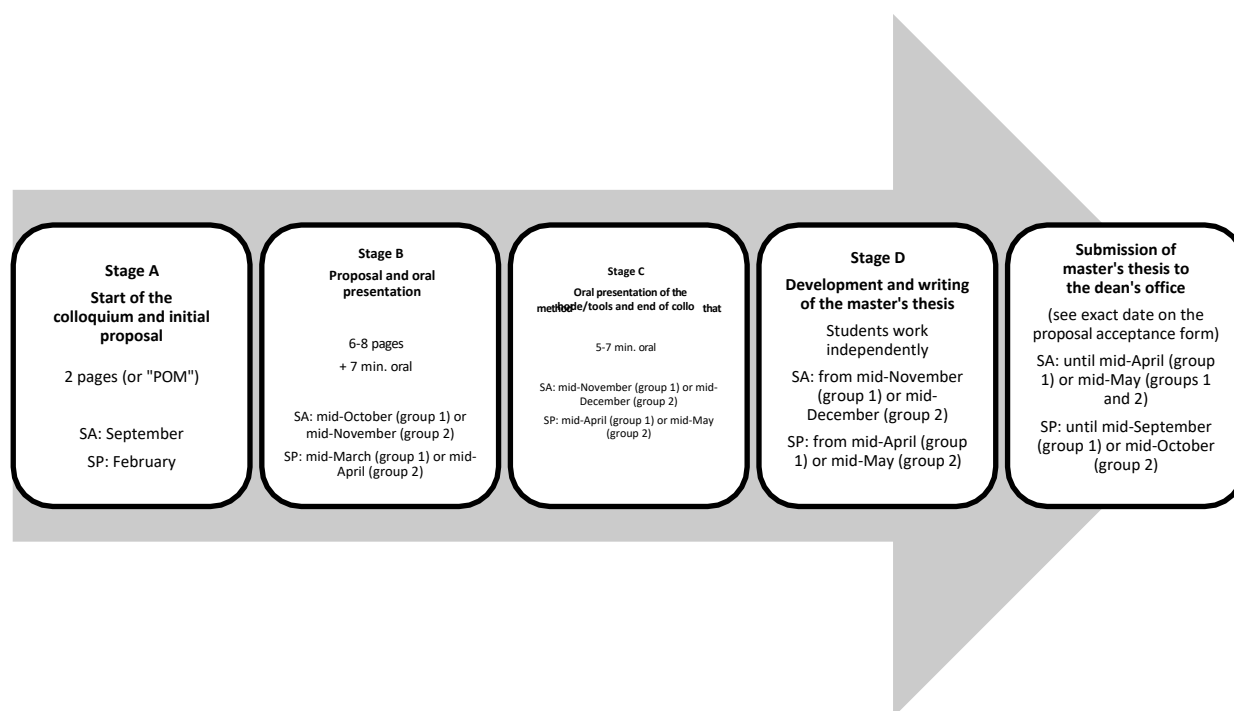 Stage A
Start of the
colloquium and initial
proposal
2 pages (or "POM")
SA: September
SP: February
Stage B
Proposal and oral
presentation
6-8 pages
+ 7 min. oral
SA: mid-October (group 1) or
mid-November (group 2)
SP: mid-March (group 1) or mid-
April (group 2)
Stage C
Oral presentation of the
/tools and end of collo that
5-7 min. oral
SA: mid-November (group 1) or mid-
December (group 2)
SP: mid-April (group 1) or mid-May
(group 2)
Stage D
Development and writing
of the master's thesis
Students work
independently
SA: from mid-November
(group 1) or mid-
December (group 2)
SP: from mid-April (group
1) or mid-May (group 2)
Submission of
master's thesis to
the dean's office
(see exact date on the
proposal acceptance form)
SA: until mid-April (group
1) or mid-May (groups 1
and 2)
SP: until mid-September
(group 1) or mid-October
(group 2)